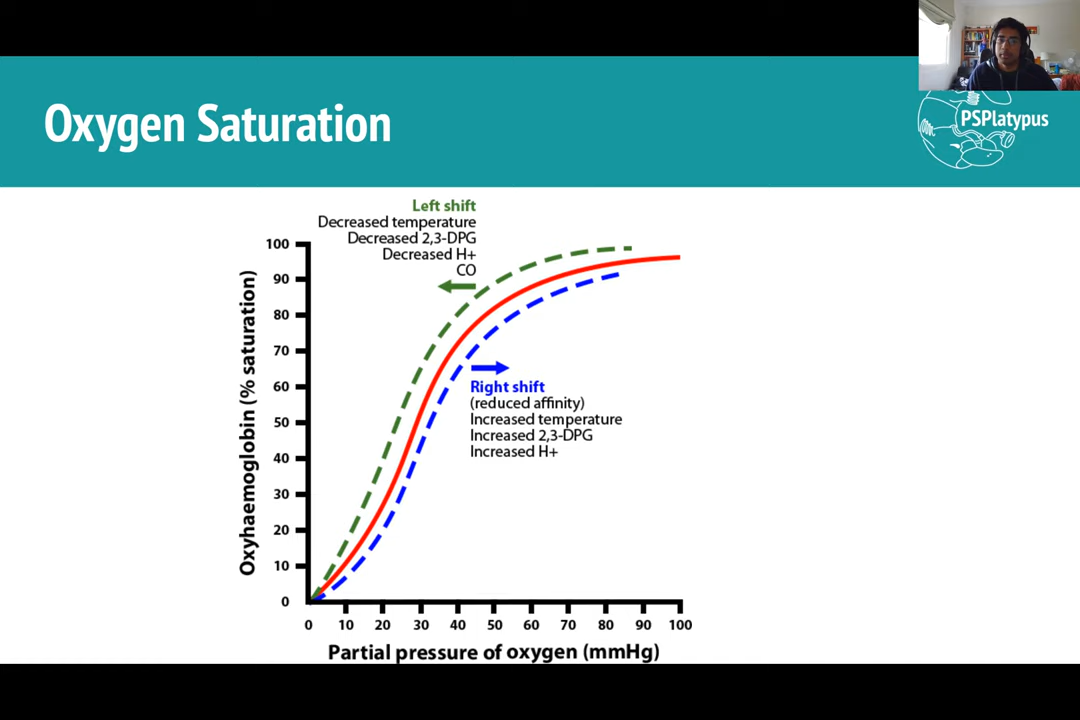 Oxygen Saturation
PSPlatypus
Left shift
Decreased temperature
Decreased 2,3-DPG
Decreased H+
CO
100
90
80
70
60
50
40
30
20
10
0
Oxyhaemoglobin (% saturation)
Right shift
(reduced affinity)
Increased temperature
Increased 2,3-DPG
Increased H+
0 10 20 30 40 50 60 70 80 90 100
Partial pressure of oxygen (mmHg)